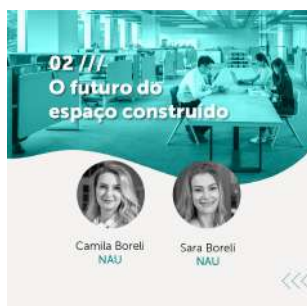 02 ///
O futuro do
espaço construído
Camila Boreli
NAU
Sara Boreli
NAU